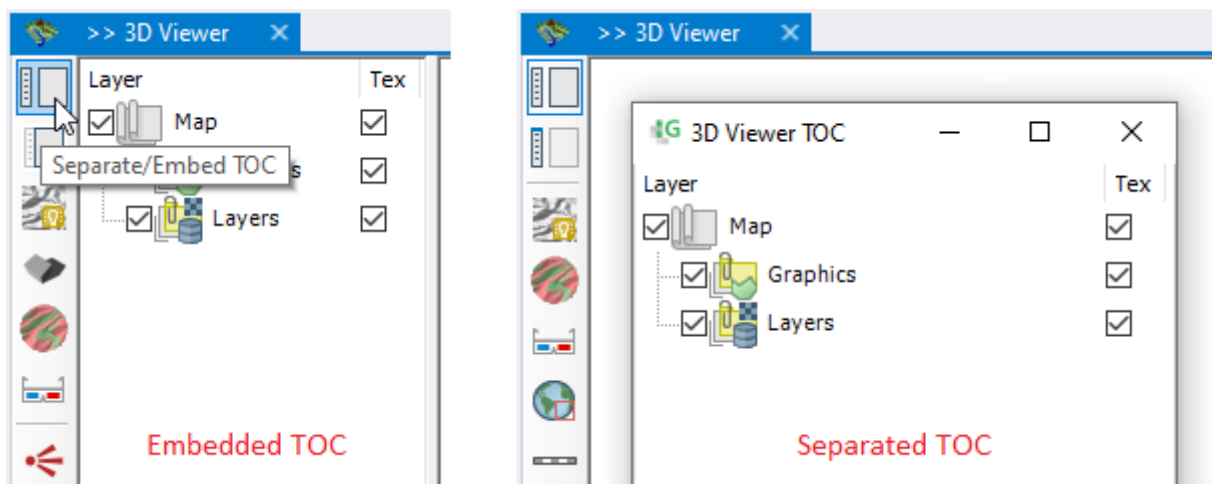 >> 3D Viewer
Layer Tex
Map
Separate/Embed TOC s
Layers
Embedded TOC
>> 3D Viewer
G 3D Viewer TOC
Layer Tex
Map
Graphics
Layers
Separated TOC